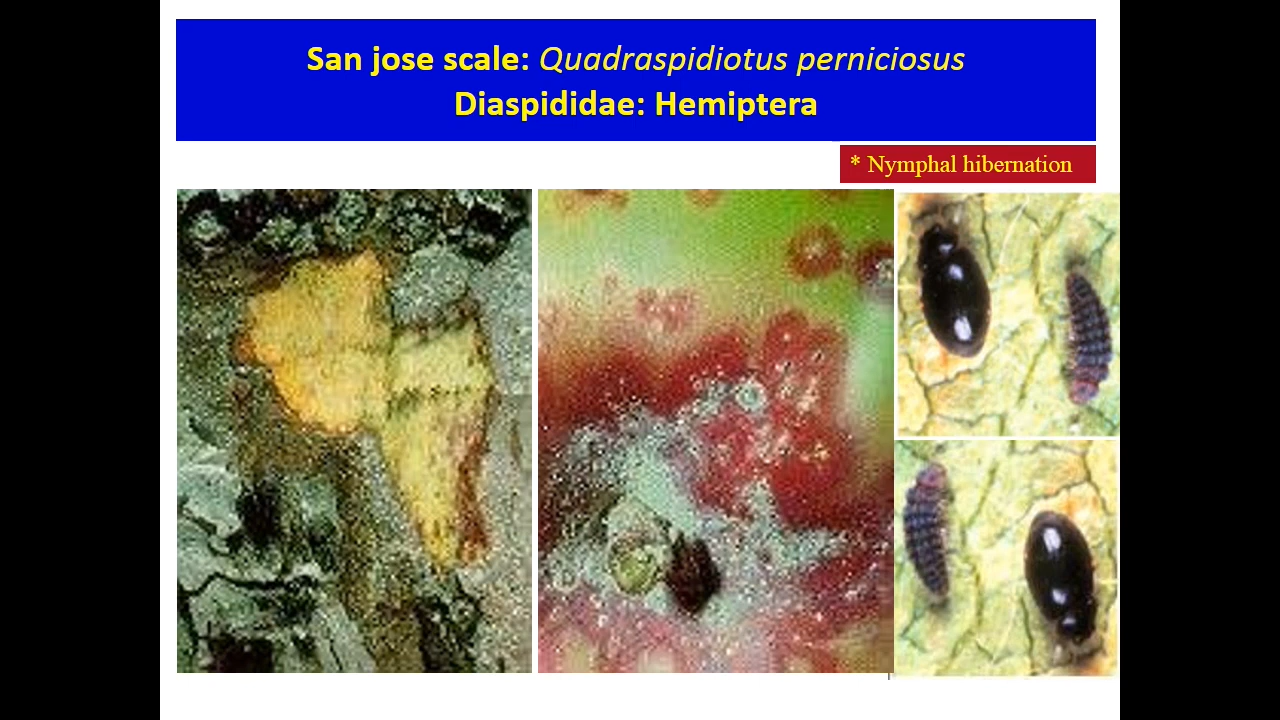 San jose scale: Quadraspidiotus perniciosus
Diaspididae: Hemiptera
* Nymphal hibernation